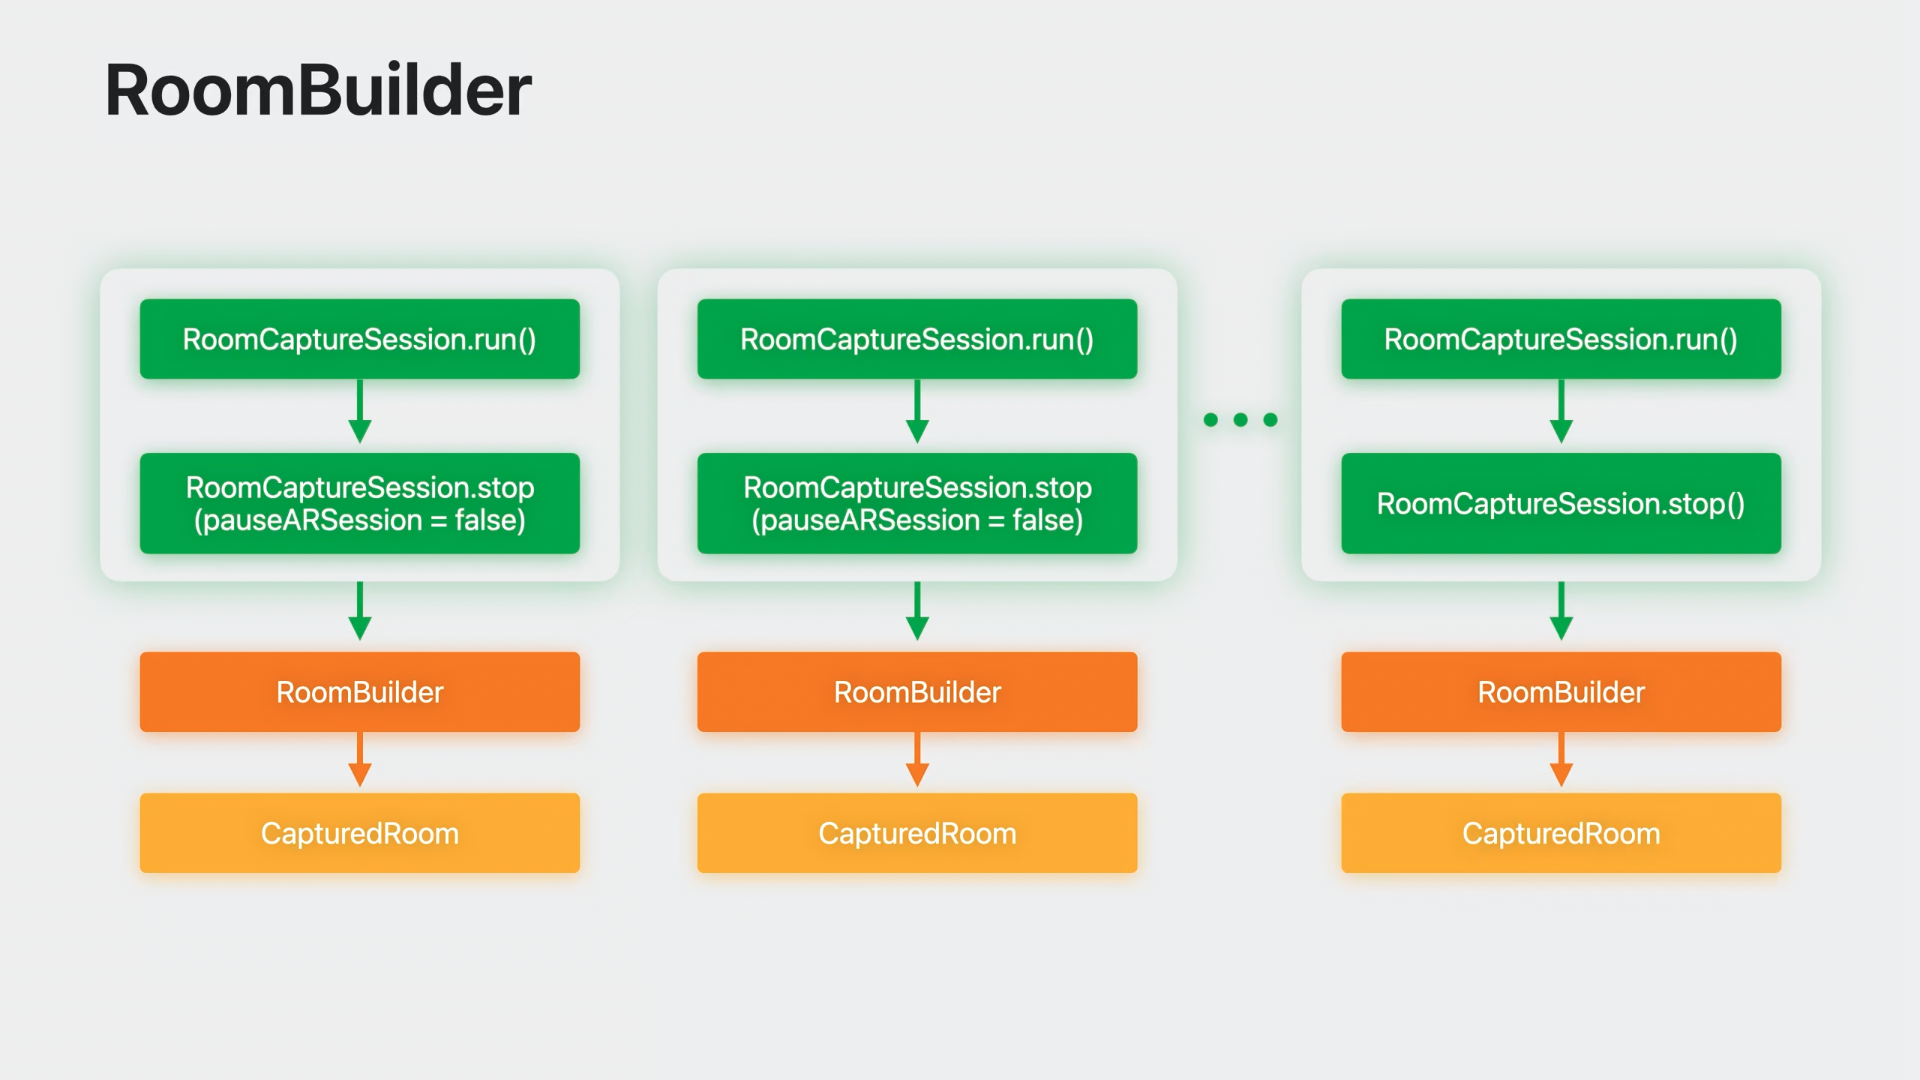 RoomBuilder
RoomCaptureSession.run()
RoomCaptureSession.stop
(pauseARSession = false)
RoomBuilder
CapturedRoom
RoomCaptureSession.run()
RoomCaptureSession.stop
(pauseARSession = false)
RoomBuilder
CapturedRoom
RoomCaptureSession.run()
RoomCaptureSession.stop()
RoomBuilder
CapturedRoom